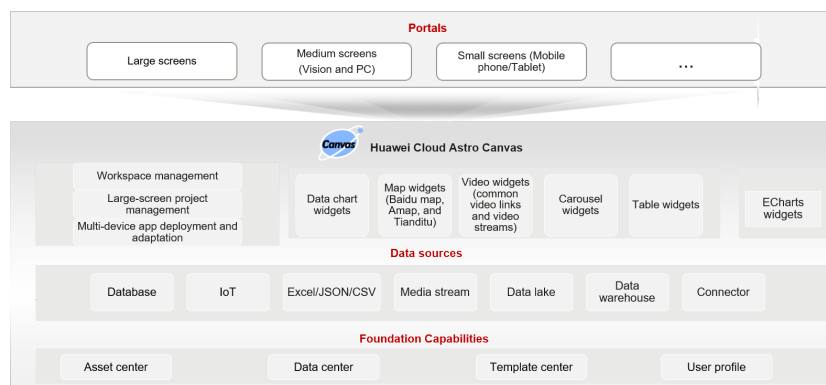 Portals
Large screens
Medium screens
(Vision and PC)
Small screens (Mobile
phone/Tablet)
...
Canvas
Huawei Cloud Astro Canvas
Workspace management
Large-screen project
management
Multi-device app deployment and
adaptation
Data chart
widgets
Map widgets
(Baidu map,
Amap, and
Tianditu)
Video widgets
(common
video links
and video
streams)
Carousel
widgets
Table widgets
ECharts
widgets
Data sources
Database
IoT
Excel/JSON/CSV
Media stream
Data lake
Data
warehouse
Connector
Foundation Capabilities
Asset center
Data center
Template center
User profile